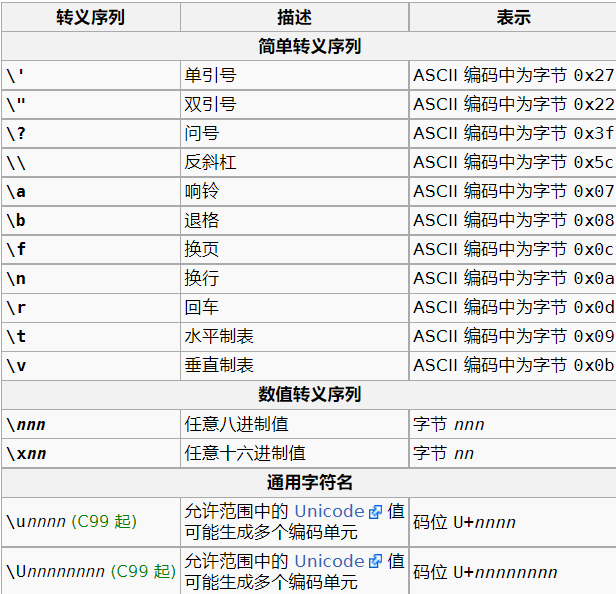 转义序列 描述 表示
简单转义序列
\' 单引号 ASCII 编码中为字节 0x27
\" 双引号 ASCII 编码中为字节 0x22
\? 问号 ASCII 编码中为字节 0x3f
\\ 反斜杠 ASCII 编码中为字节 0x5c
\a 响铃 ASCII 编码中为字节 0x07
\b 退格 ASCII 编码中为字节 0x08
\f 换页 ASCII 编码中为字节 0x0c
\n 换行 ASCII 编码中为字节 0x0a
\r 回车 ASCII 编码中为字节 0x0d
\t 水平制表 ASCII 编码中为字节 0x09
\v 垂直制表 ASCII 编码中为字节 0x0b
数值转义序列
\nnn 任意八进制值 字节 nnn
\xnn 任意十六进制值 字节 nn
通用字符名
\unnnn (C99 起) 允许范围中的 Unicode 值
可能生成多个编码单元 码位 U+nnnn
\Unnnnnnnn (C99 起) 允许范围中的 Unicode 值
可能生成多个编码单元 码位 U+nnnnnnnn